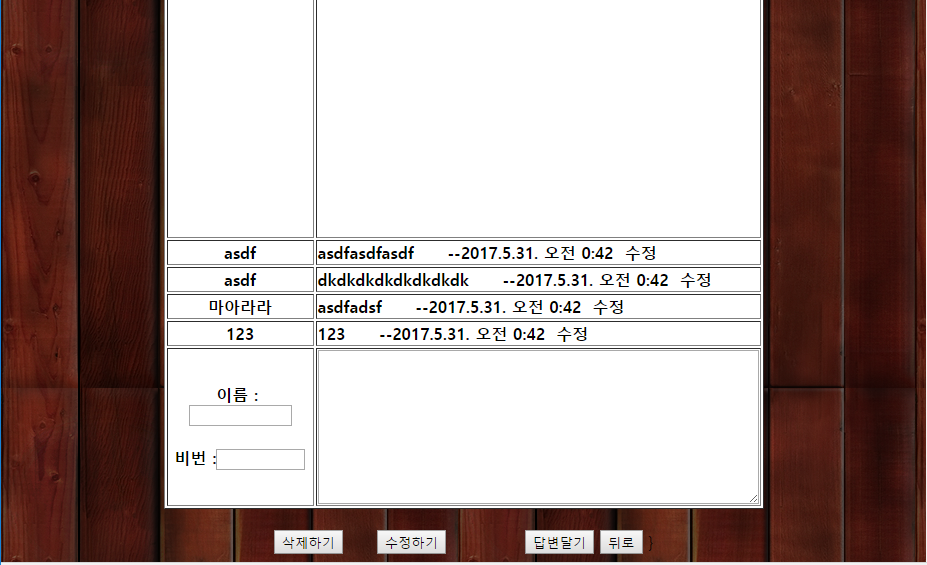 asdf asdfasdfasdf --2017.5.31. 오전 0:42 수정
asdf dkdkdkdkdkdkdkdk --2017.5.31. 오전 0:42 수정
마아라라 asdfadsf --2017.5.31. 오전 0:42 수정
123 123 --2017.5.31. 오전 0:42 수정
이름 :
비번 :
삭제하기 수정하기 답변달기 뒤로 }